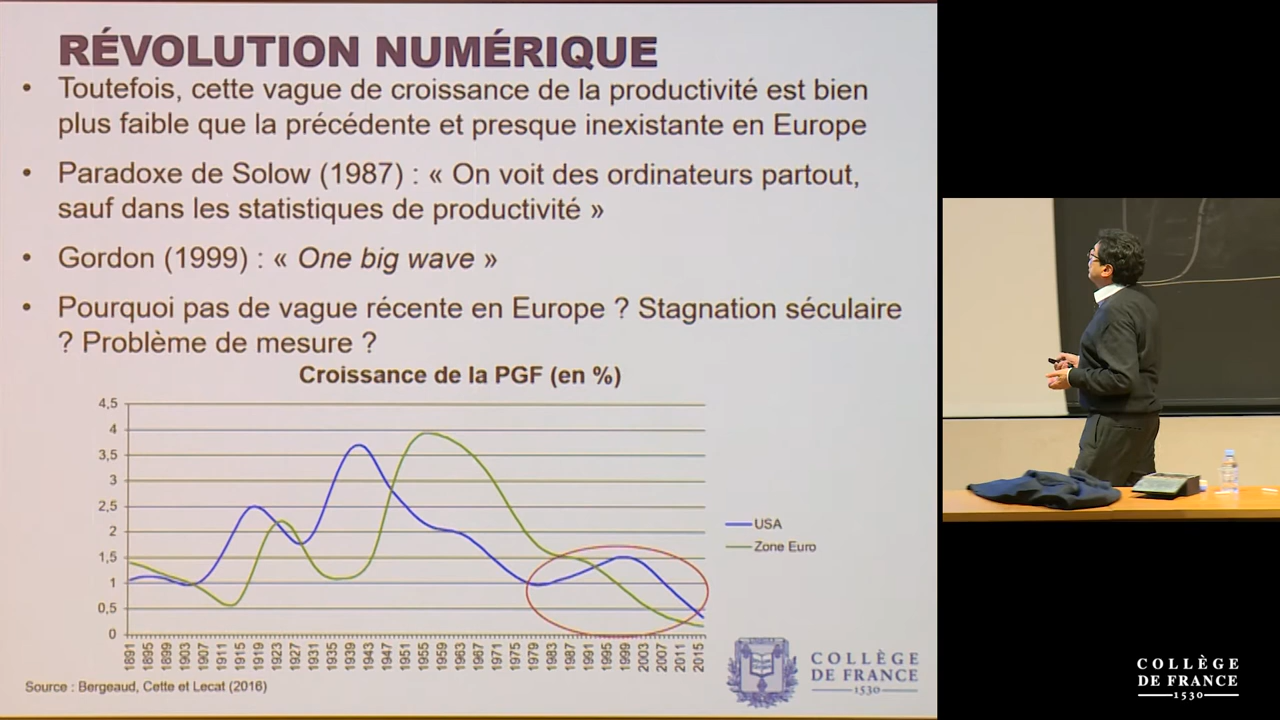 RÉVOLUTION NUMÉRIQUE
• Toutefois, cette vague de croissance de la productivité est bien
plus faible que la précédente et presque inexistante en Europe
• Paradoxe de Solow (1987) : « On voit des ordinateurs partout,
sauf dans les statistiques de productivité »
• Gordon (1999) : « One big wave »
• Pourquoi pas de vague récente en Europe ? Stagnation séculaire
? Problème de mesure ?
Croissance de la PGF (en %)
4,5
4
3,5
3
2,5
2
1,5
1
0,5
0
1891 1895 1899 1903 1907 1911 1915 1919 1923 1927 1931 1935 1939 1943 1947 1951 1955 1959 1963 1967 1971 1975 1979 1983 1987 1991 1995 1999 2003 2007 2011 2015
USA
Zone Euro
Source : Bergeaud, Cette et Lecat (2016)
COLLÈGE
DE FRANCE
1530
COLLÈGE
DE FRANCE
1530